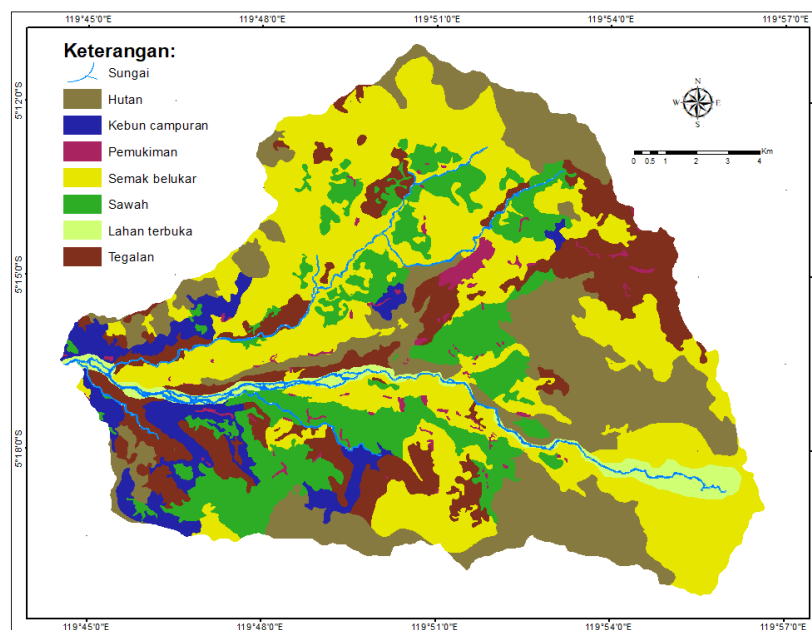 119°45'0"E 119°48'0"E 119°51'0"E 119°54'0"E 119°57'0"E
Keterangan:
Sungai
Hutan
Kebun campuran
Pemukiman
Semak belukar
Sawah
Lahan terbuka
Tegalan
N
W E
S
Km
0 0.5 1 2 3 4
5°12'0"S
5°15'0"S
5°18'0"S
119°45'0"E 119°48'0"E 119°51'0"E 119°54'0"E 119°57'0"E